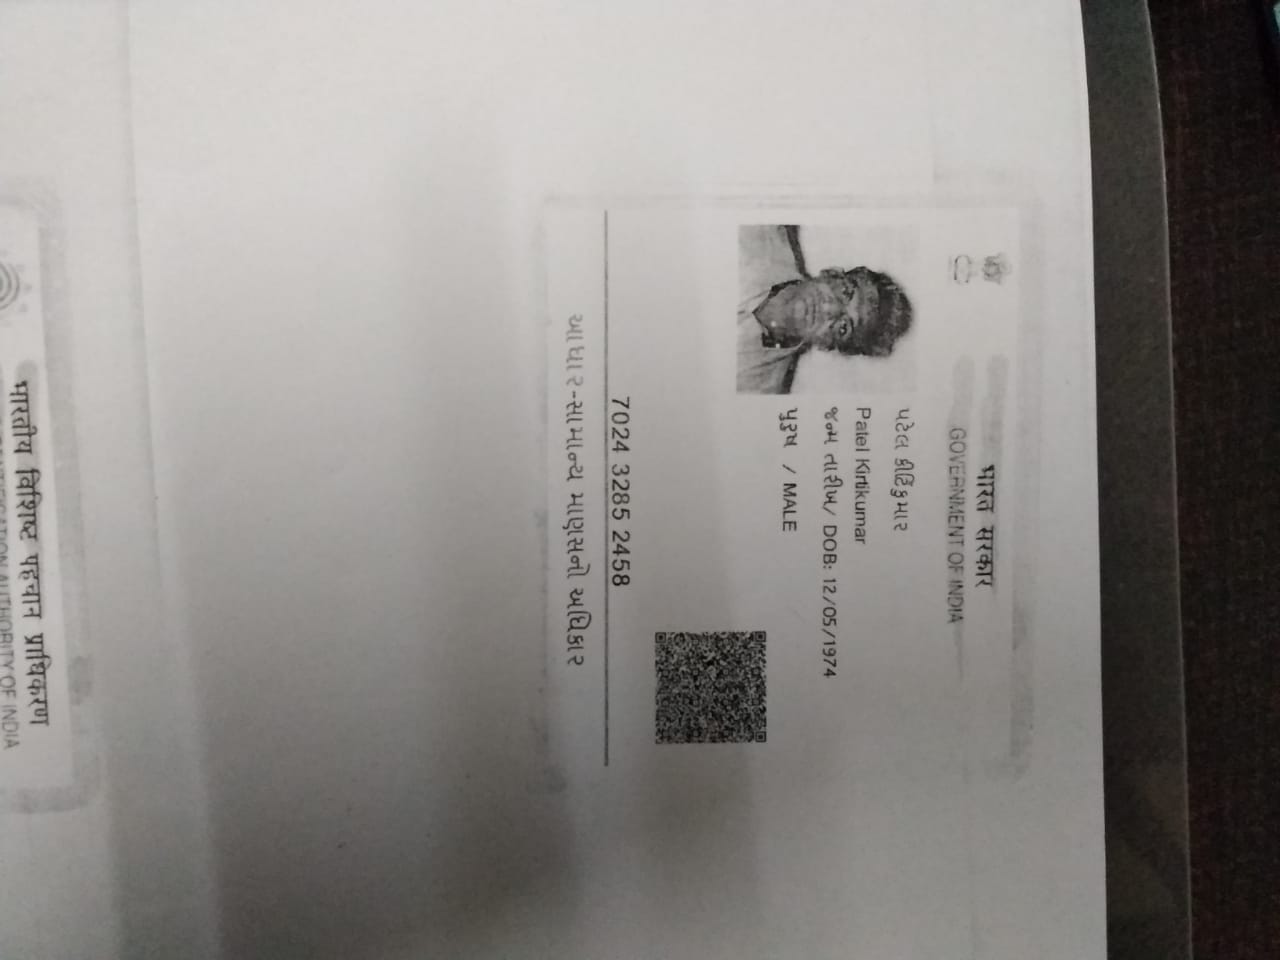 भारत सरकार
GOVERNMENT OF INDIA
પટેલ કીર્તિકુમાર
Patel Kirtikumar
જન્મ તારીખ/ DOB: 12/05/1974
પુરુષ / MALE
7024 3285 2458
આધાર-સામાન્ય માણસનો અધિકાર
भारतीय विशिष्ट पहचान प्राधिकरण
AUTHORITY OF INDIA